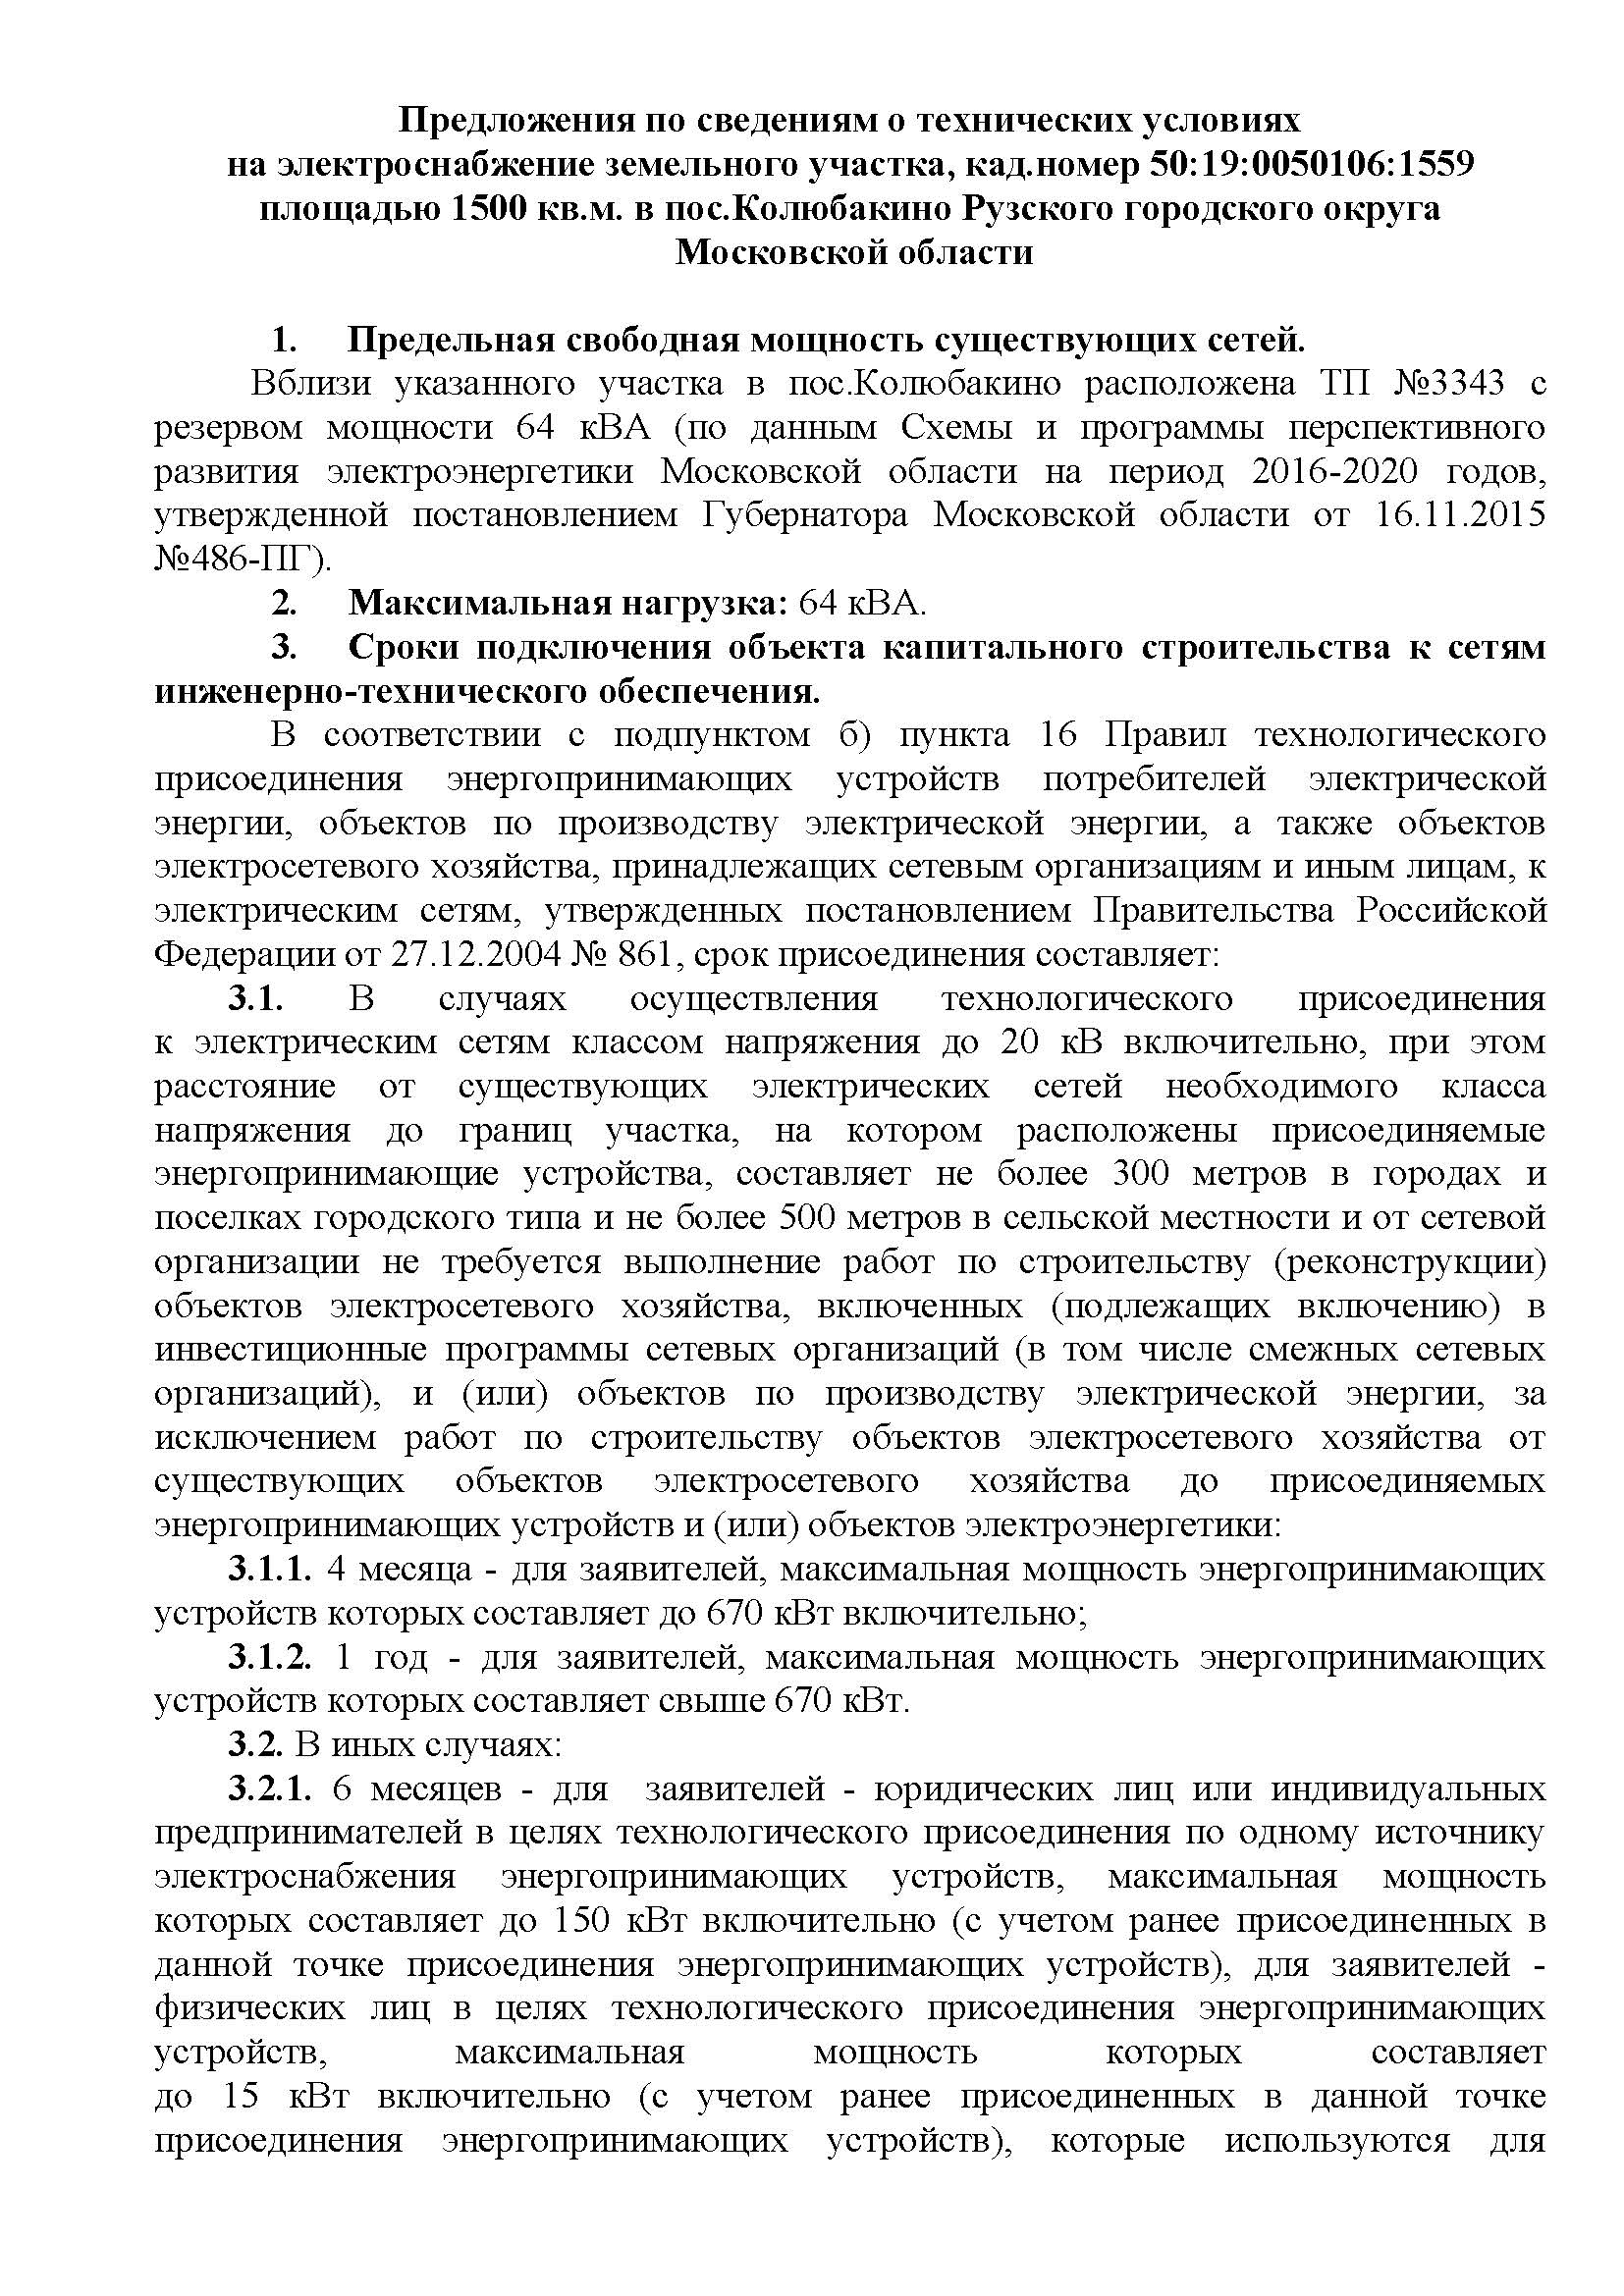 Предложения по сведениям о технических условиях
на электроснабжение земельного участка, кад.номер 50:19:0050106:1559
площадью 1500 кв.м. в пос.Колюбакино Рузского городского округа
Московской области
1. Предельная свободная мощность существующих сетей.
Вблизи указанного участка в пос.Колюбакино расположена ТП №3343 с
резервом мощности 64 кВА (по данным Схемы и программы перспективного
развития электроэнергетики Московской области на период 2016-2020 годов,
утвержденной постановлением Губернатора Московской области от 16.11.2015
№486-ПГ).
2. Максимальная нагрузка: 64 кВА.
3. Сроки подключения объекта капитального строительства к сетям
инженерно-технического обеспечения.
В соответствии с подпунктом б) пункта 16 Правил технологического
присоединения энергопринимающих устройств потребителей электрической
энергии, объектов по производству электрической энергии, а также объектов
электросетевого хозяйства, принадлежащих сетевым организациям и иным лицам, к
электрическим сетям, утвержденных постановлением Правительства Российской
Федерации от 27.12.2004 № 861, срок присоединения составляет:
3.1. В случаях осуществления технологического присоединения
к электрическим сетям классом напряжения до 20 кВ включительно, при этом
расстояние от существующих электрических сетей необходимого класса
напряжения до границ участка, на котором расположены присоединяемые
энергопринимающие устройства, составляет не более 300 метров в городах и
поселках городского типа и не более 500 метров в сельской местности и от сетевой
организации не требуется выполнение работ по строительству (реконструкции)
объектов электросетевого хозяйства, включенных (подлежащих включению) в
инвестиционные программы сетевых организаций (в том числе смежных сетевых
организаций), и (или) объектов по производству электрической энергии, за
исключением работ по строительству объектов электросетевого хозяйства от
существующих объектов электросетевого хозяйства до присоединяемых
энергопринимающих устройств и (или) объектов электроэнергетики:
3.1.1. 4 месяца - для заявителей, максимальная мощность энергопринимающих
устройств которых составляет до 670 кВт включительно;
3.1.2. 1 год - для заявителей, максимальная мощность энергопринимающих
устройств которых составляет свыше 670 кВт.
3.2. В иных случаях:
3.2.1. 6 месяцев - для заявителей - юридических лиц или индивидуальных
предпринимателей в целях технологического присоединения по одному источнику
электроснабжения энергопринимающих устройств, максимальная мощность
которых составляет до 150 кВт включительно (с учетом ранее присоединенных в
данной точке присоединения энергопринимающих устройств), для заявителей -
физических лиц в целях технологического присоединения энергопринимающих
устройств, максимальная мощность которых составляет
до 15 кВт включительно (с учетом ранее присоединенных в данной точке
присоединения энергопринимающих устройств), которые используются для